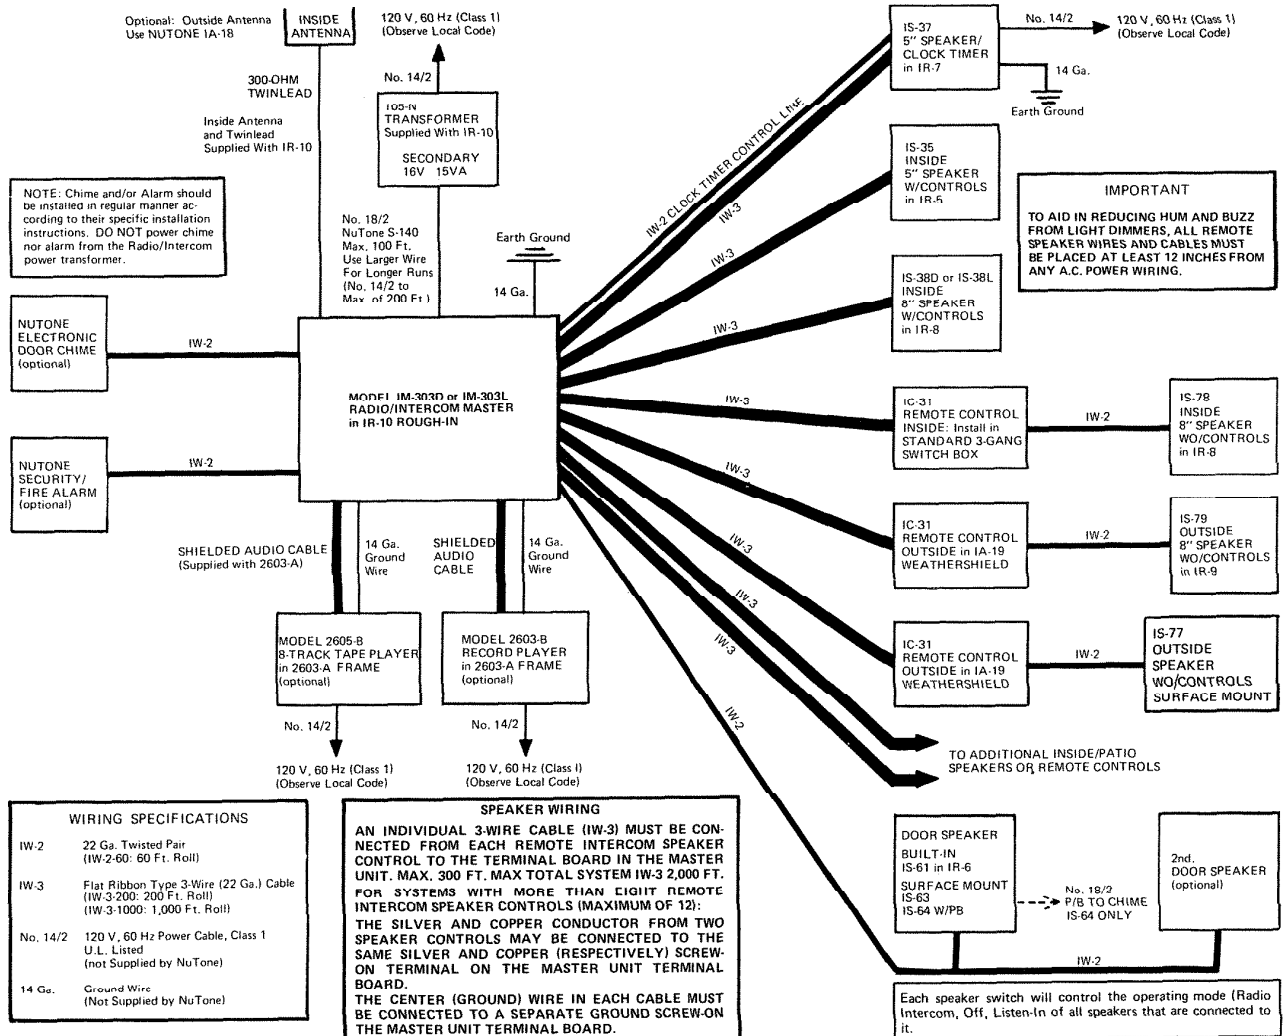 Optional: Outside Antenna
Use NUTONE IA-18
INSIDE
ANTENNA
120 V, 60 Hz (Class 1)
(Observe Local Code)
300-OHM
TWINLEAD
Inside Antenna
and Twinlead
Supplied With IR-10
No. 14/2
105-N
TRANSFORMER
Supplied With IR-10
SECONDARY
16V 15VA
No. 18/2
NuTone S-140
Max. 100 Ft.
Use Larger Wire
For Longer Runs
(No. 14/2 to
Max. of 200 Ft.)
Earth Ground
14 Ga.
NOTE: Chime and/or Alarm should
be installed in regular manner ac-
cording to their specific installation
instructions. DO NOT power chime
nor alarm from the Radio/Intercom
power transformer.
NUTONE
ELECTRONIC
DOOR CHIME
(optional)
IW-2
NUTONE
SECURITY/
FIRE ALARM
(optional)
IW-2
MODEL IM-303D or IM-303L
RADIO/INTERCOM MASTER
in IR-10 ROUGH-IN
SHIELDED AUDIO CABLE
(Supplied with 2603-A)
14 Ga.
Ground
Wire
SHIELDED
AUDIO
CABLE
14 Ga.
Ground
Wire
MODEL 2605-B
8-TRACK TAPE PLAYER
in 2603-A FRAME
(optional)
MODEL 2603-B
RECORD PLAYER
in 2603-A FRAME
(optional)
No. 14/2
No. 14/2
120 V, 60 Hz (Class 1)
(Observe Local Code)
120 V, 60 Hz (Class I)
(Observe Local Code)
IW-2 CLOCK TIMER CONTROL LINE
IW-3
IW-3
IW-3
IW-3
IW-3
IW-3
IW-3
IW-3
IW-2
IS-37
5" SPEAKER/
CLOCK TIMER
in IR-7
No. 14/2
120 V, 60 Hz (Class 1)
(Observe Local Code)
14 Ga.
Earth Ground
IS-35
INSIDE
5" SPEAKER
W/CONTROLS
in IR-6
IMPORTANT
TO AID IN REDUCING HUM AND BUZZ
FROM LIGHT DIMMERS, ALL REMOTE
SPEAKER WIRES AND CABLES MUST
BE PLACED AT LEAST 12 INCHES FROM
ANY A.C. POWER WIRING.
IS-38D or IS-38L
INSIDE
8" SPEAKER
W/CONTROLS
in IR-8
IC-31
REMOTE CONTROL
INSIDE: Install in
STANDARD 3-GANG
SWITCH BOX
IW-2
IS-78
INSIDE
8" SPEAKER
WO/CONTROLS
in IR-8
IC-31
REMOTE CONTROL
OUTSIDE in IA-19
WEATHERSHIELD
IW-2
IS-79
OUTSIDE
8" SPEAKER
WO/CONTROLS
in IR-9
IC-31
REMOTE CONTROL
OUTSIDE in IA-19
WEATHERSHIELD
IW-2
IS-77
OUTSIDE
SPEAKER
WO/CONTROLS
SURFACE MOUNT
TO ADDITIONAL INSIDE/PATIO
SPEAKERS OR REMOTE CONTROLS
WIRING SPECIFICATIONS
IW-2 22 Ga. Twisted Pair
(IW-2-60: 60 Ft. Roll)
IW-3 Flat Ribbon Type 3-Wire (22 Ga.) Cable
(IW-3-200: 200 Ft. Roll)
(IW-3-1000: 1,000 Ft. Roll)
No. 14/2 120 V, 60 Hz Power Cable, Class 1
U.L. Listed
(not Supplied by NuTone)
14 Ga. Ground Wire
(Not Supplied by NuTone)
SPEAKER WIRING
AN INDIVIDUAL 3-WIRE CABLE (IW-3) MUST BE CON-
NECTED FROM EACH REMOTE INTERCOM SPEAKER
CONTROL TO THE TERMINAL BOARD IN THE MASTER
UNIT. MAX. 300 FT. MAX TOTAL SYSTEM IW-3 2,000 FT.
FOR SYSTEMS WITH MORE THAN EIGHT REMOTE
INTERCOM SPEAKER CONTROLS (MAXIMUM OF 12):
THE SILVER AND COPPER CONDUCTOR FROM TWO
SPEAKER CONTROLS MAY BE CONNECTED TO THE
SAME SILVER AND COPPER (RESPECTIVELY) SCREW-
ON TERMINAL ON THE MASTER UNIT TERMINAL
BOARD.
THE CENTER (GROUND) WIRE IN EACH CABLE MUST
BE CONNECTED TO A SEPARATE GROUND SCREW-ON
THE MASTER UNIT TERMINAL BOARD.
DOOR SPEAKER
BUILT-IN
IS-61 in IR-6
SURFACE MOUNT
IS-63
IS-64 W/PB
No. 18/2
P/B TO CHIME
IS-64 ONLY
2nd.
DOOR SPEAKER
(optional)
IW-2
Each speaker switch will control the operating mode (Radio
Intercom, Off, Listen-In of all speakers that are connected to
it.